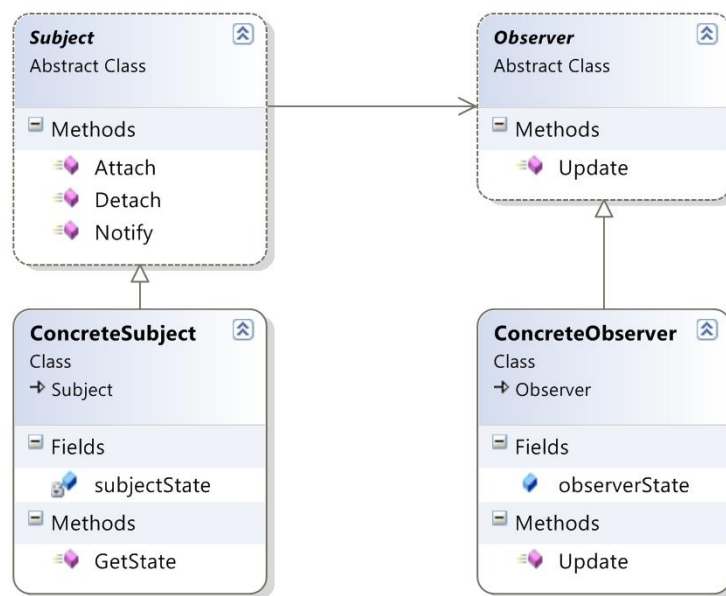 Subject
Abstract Class
Methods
Attach
Detach
Notify
Observer
Abstract Class
Methods
Update
ConcreteSubject
Class
Subject
Fields
subjectState
Methods
GetState
ConcreteObserver
Class
Observer
Fields
observerState
Methods
Update